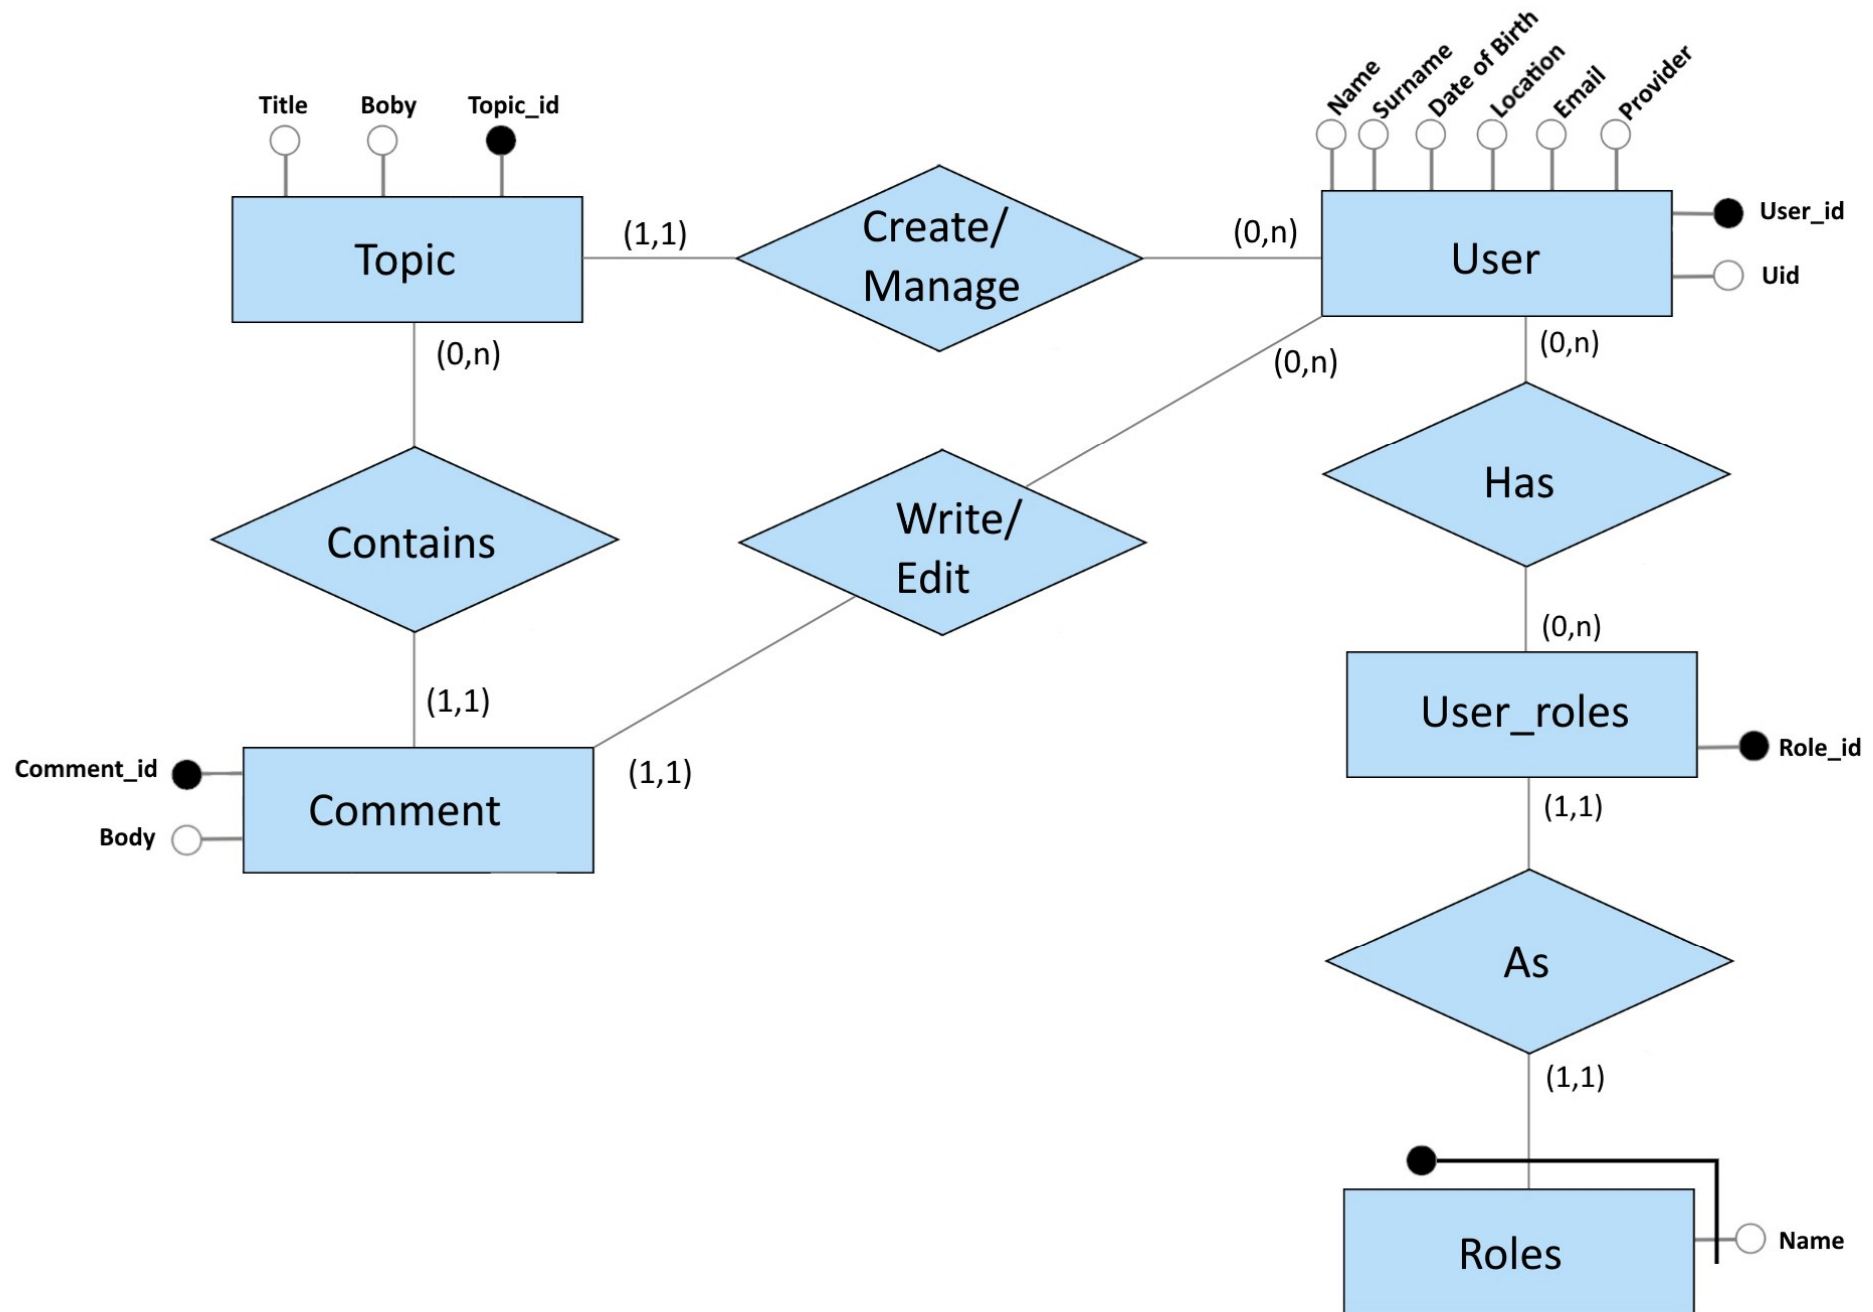 Name
Surname
Date of Birth
Location
Email
Provider
Title
Boby
Topic_id
User_id
Uid
Topic
(1,1)
Create/
Manage
(0,n)
User
(0,n)
(0,n)
(0,n)
Contains
Write/
Edit
Has
(0,n)
(1,1)
(1,1)
User_roles
Role_id
Comment_id
Body
Comment
(1,1)
As
(1,1)
Roles
Name